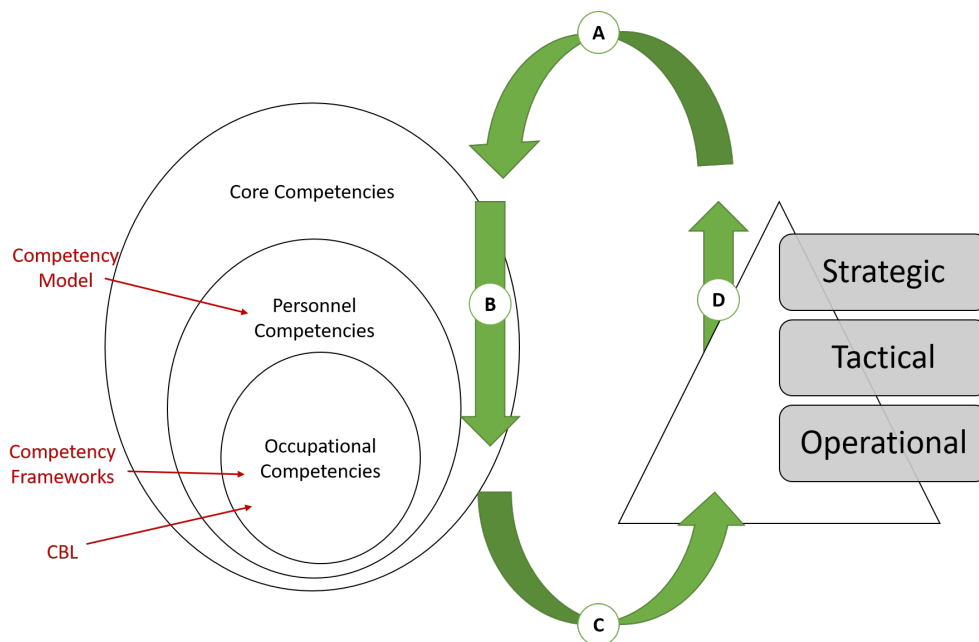 A
Core Competencies
Competency
Model
Personnel
Competencies
B
D
Strategic
Tactical
Operational
Occupational
Competencies
Competency
Frameworks
CBL
C